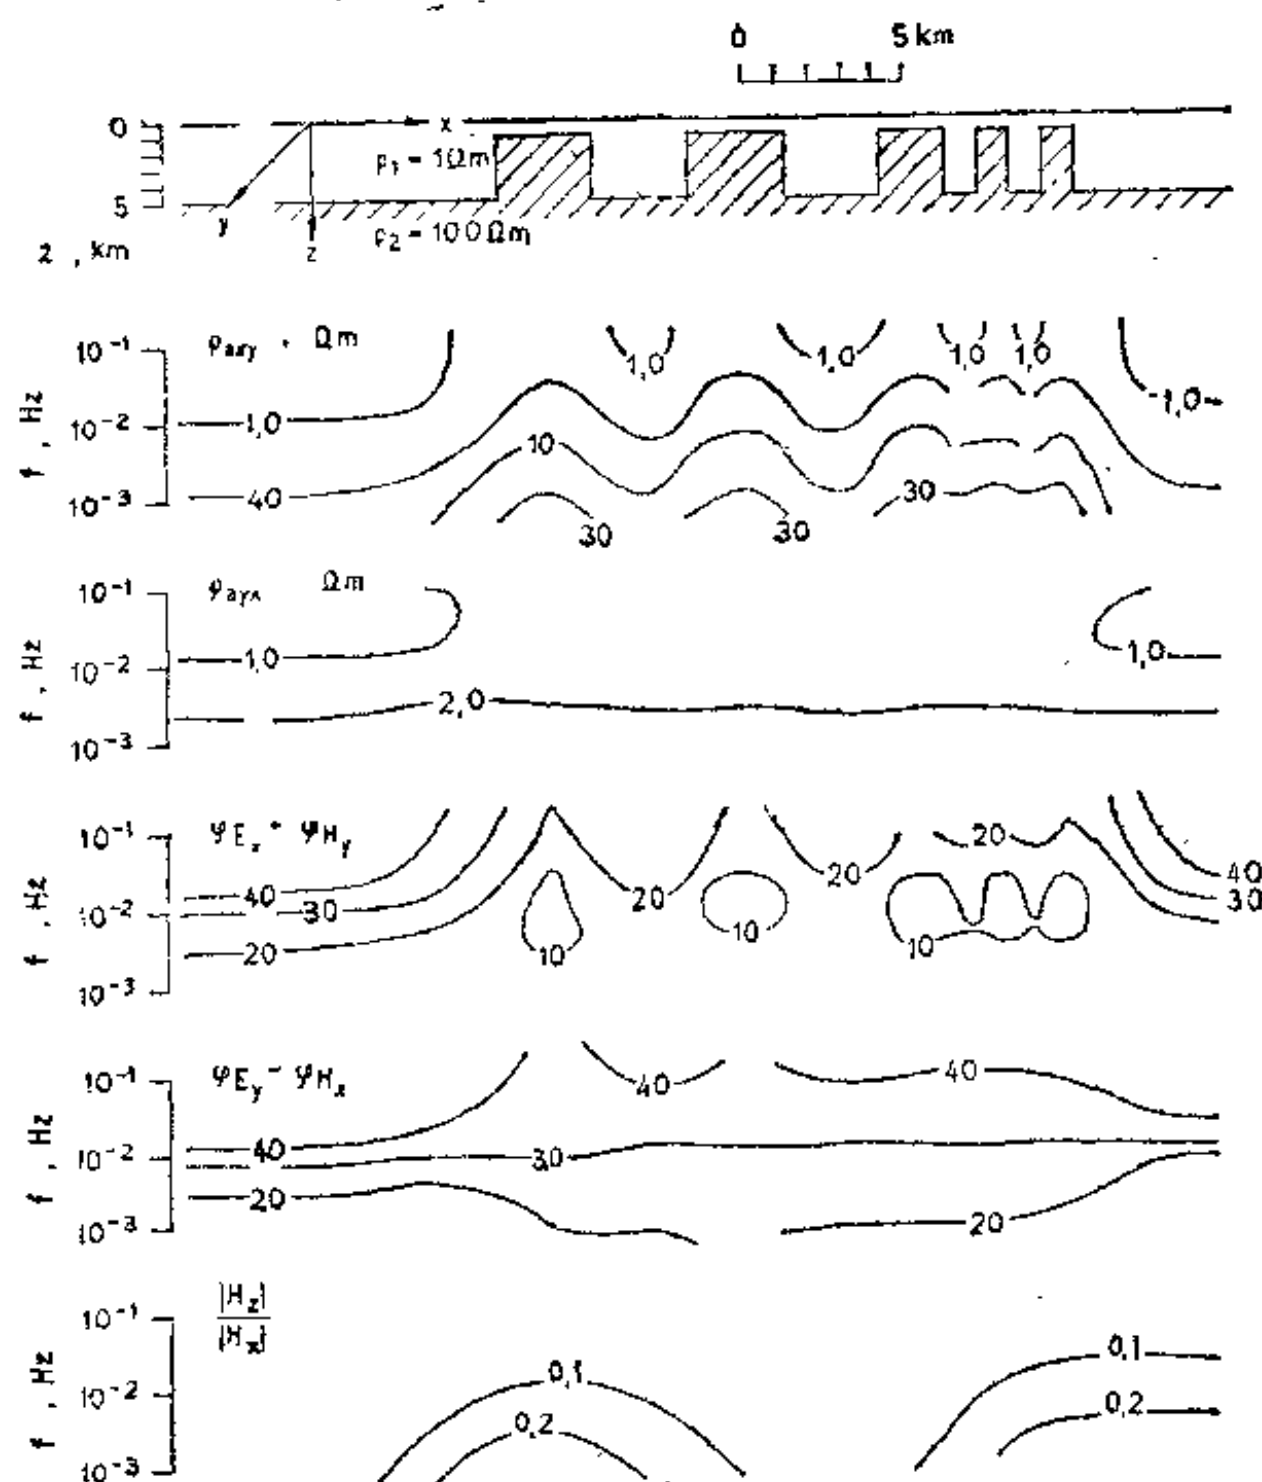 0 5 km
0
x
ρ₁ = 1Ωm
5
y
z
ρ₂ = 100Ωm
z , km
ρaxy , Ωm
10⁻¹
1,0 1,0 1,0 1,0
f , Hz
10⁻² 1,0 1,0
10
10⁻³ 40 30
30 30
10⁻¹ ρayx Ωm
f , Hz
10⁻² 1,0 1,0
2,0
10⁻³
10⁻¹ φEx - φHy 20
20 40
f , Hz
40 20 30
10⁻² 30
10 10 10
20
10⁻³
10⁻¹ φEy - φHx 40 40
f , Hz
10⁻² 40 30
20
10⁻³ 20
|Hz|
10⁻¹
|Hx|
0,1 0,1
f , Hz
10⁻² 0,2
0,2
10⁻³